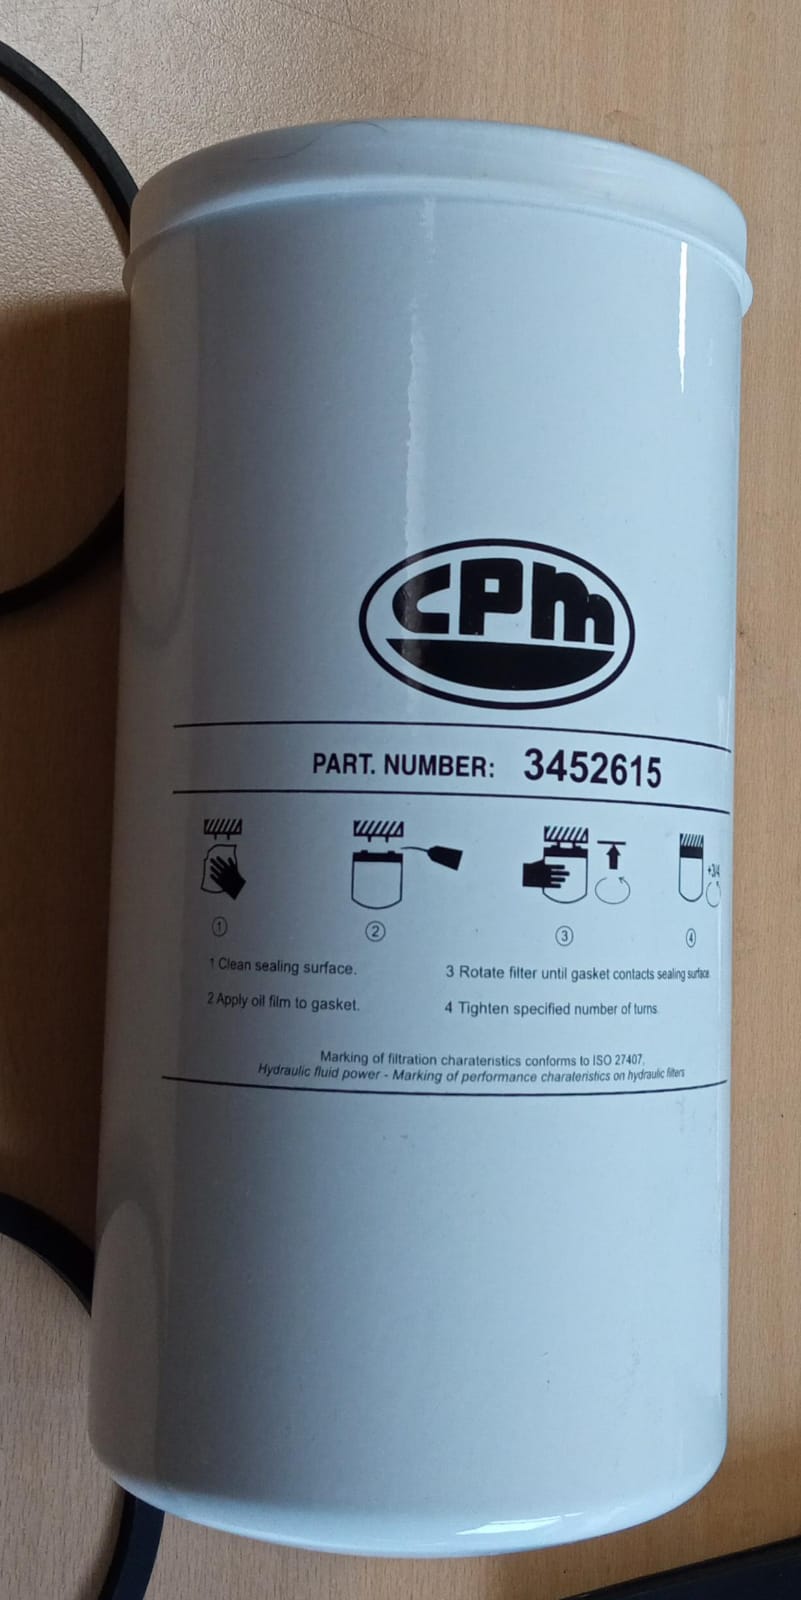 CPM
PART. NUMBER: 3452615
+3/4
1 2 3 4
1 Clean sealing surface.
2 Apply oil film to gasket.
3 Rotate filter until gasket contacts sealing surface.
4 Tighten specified number of turns.
Marking of filtration charateristics conforms to ISO 27407,
Hydraulic fluid power - Marking of performance charateristics on hydraulic filters